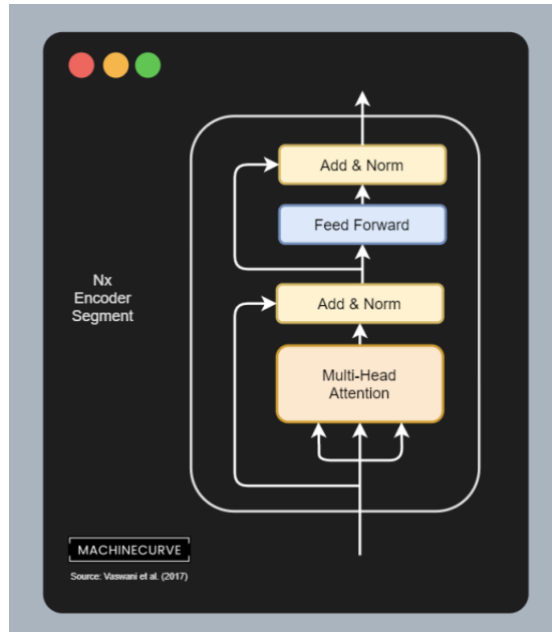 Add & Norm
Feed Forward
Nx
Encoder
Segment
Add & Norm
Multi-Head
Attention
MACHINECURVE
Source: Vaswani et al. (2017)